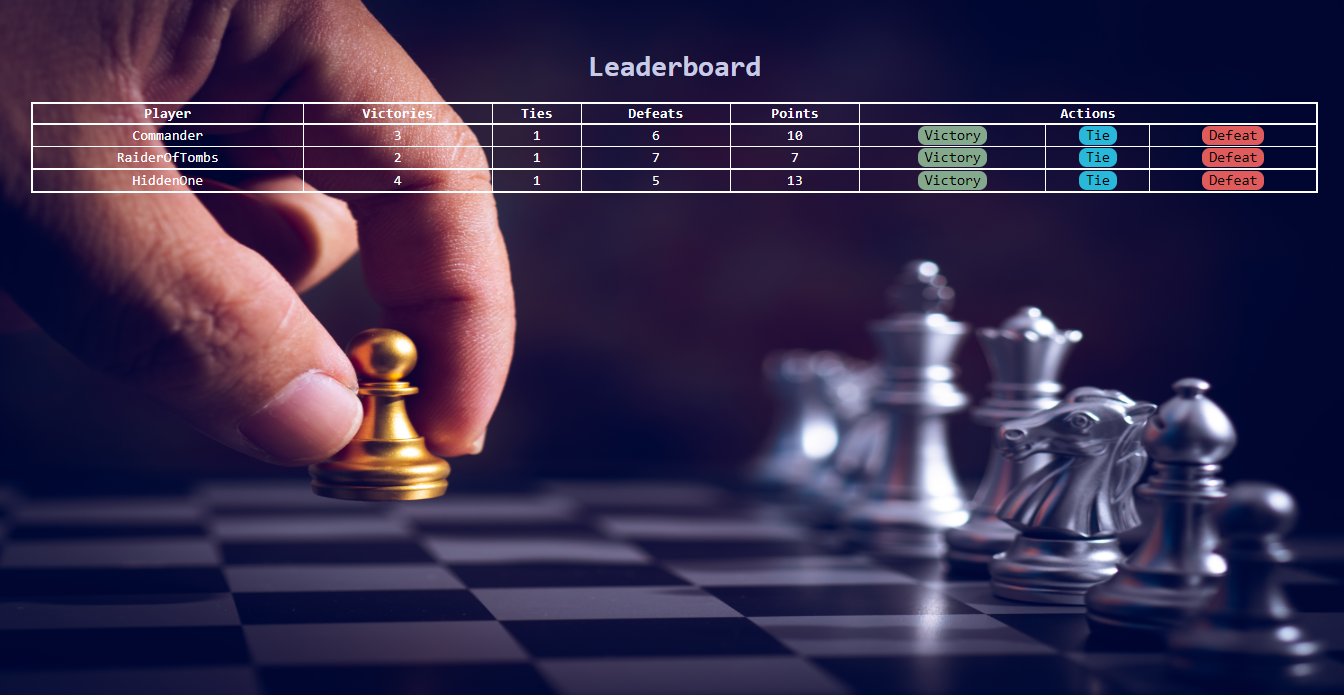 Leaderboard
Player Victories Ties Defeats Points Actions
Commander 3 1 6 10 Victory Tie Defeat
RaiderOfTombs 2 1 7 7 Victory Tie Defeat
HiddenOne 4 1 5 13 Victory Tie Defeat